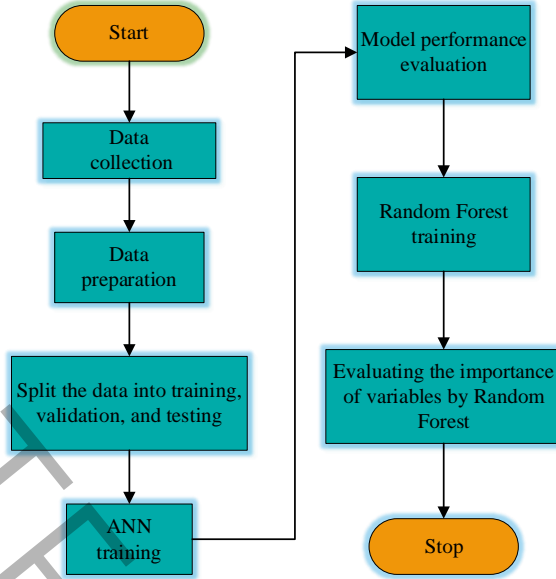 Start
Data
collection
Data
preparation
Split the data into training,
validation, and testing
ANN
training
Model performance
evaluation
Random Forest
training
Evaluating the importance
of variables by Random
Forest
Stop